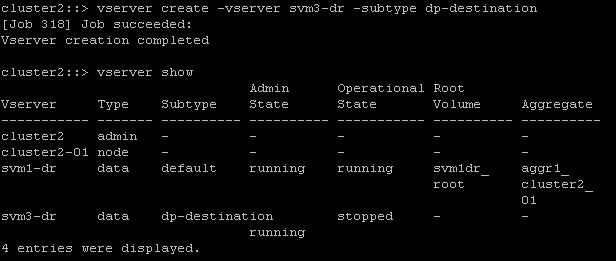 cluster2::> vserver create -vserver svm3-dr -subtype dp-destination
[Job 318] Job succeeded:
Vserver creation completed
cluster2::> vserver show
                               Admin      Operational Root
Vserver     Type    Subtype    State      State       Volume     Aggregate
----------- ------- ---------- ---------- ----------- ---------- ----------
cluster2    admin   -          -          -           -          -
cluster2-01 node    -          -          -           -          -
svm1-dr     data    default    running    running     svm1dr_    aggr1_
                                                      root       cluster2_
                                                                 01
svm3-dr     data    dp-destination        stopped     -          -
                               running
4 entries were displayed.